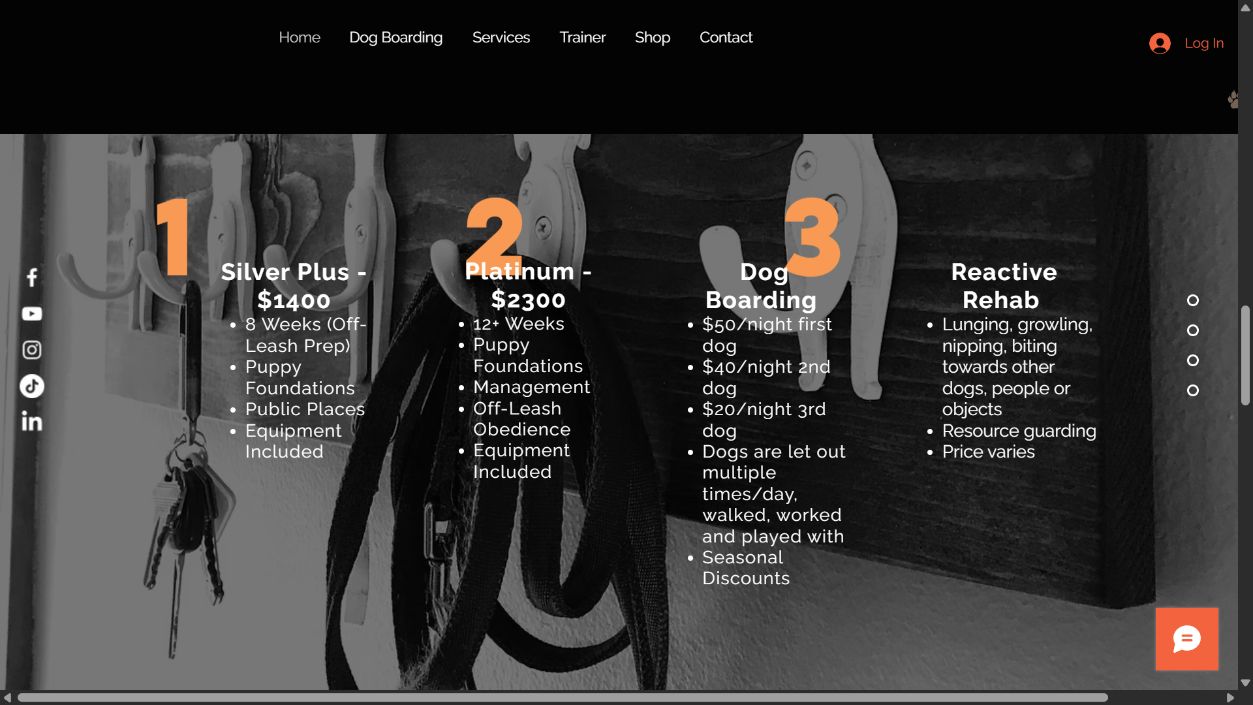 Home Dog Boarding Services Trainer Shop Contact
Log In
1
Silver Plus -
$1400
• 8 Weeks (Off-
Leash Prep)
• Puppy
Foundations
• Public Places
• Equipment
Included
2
Platinum -
$2300
• 12+ Weeks
• Puppy
Foundations
• Management
• Off-Leash
Obedience
• Equipment
Included
3
Dog
Boarding
• $50/night first
dog
• $40/night 2nd
dog
• $20/night 3rd
dog
• Dogs are let out
multiple
times/day,
walked, worked
and played with
• Seasonal
Discounts
Reactive
Rehab
• Lunging, growling,
nipping, biting
towards other
dogs, people or
objects
• Resource guarding
• Price varies